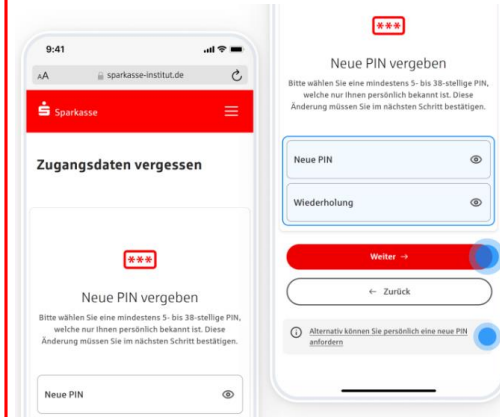 9:41
AA sparkasse-institut.de
Sparkasse
Zugangsdaten vergessen
***
Neue PIN vergeben
Bitte wählen Sie eine mindestens 5- bis 38-stellige PIN,
welche nur Ihnen persönlich bekannt ist. Diese
Änderung müssen Sie im nächsten Schritt bestätigen.
Neue PIN
***
Neue PIN vergeben
Bitte wählen Sie eine mindestens 5- bis 38-stellige PIN,
welche nur Ihnen persönlich bekannt ist. Diese
Änderung müssen Sie im nächsten Schritt bestätigen.
Neue PIN
Wiederholung
Weiter →
← Zurück
Alternativ können Sie persönlich eine neue PIN
anfordern